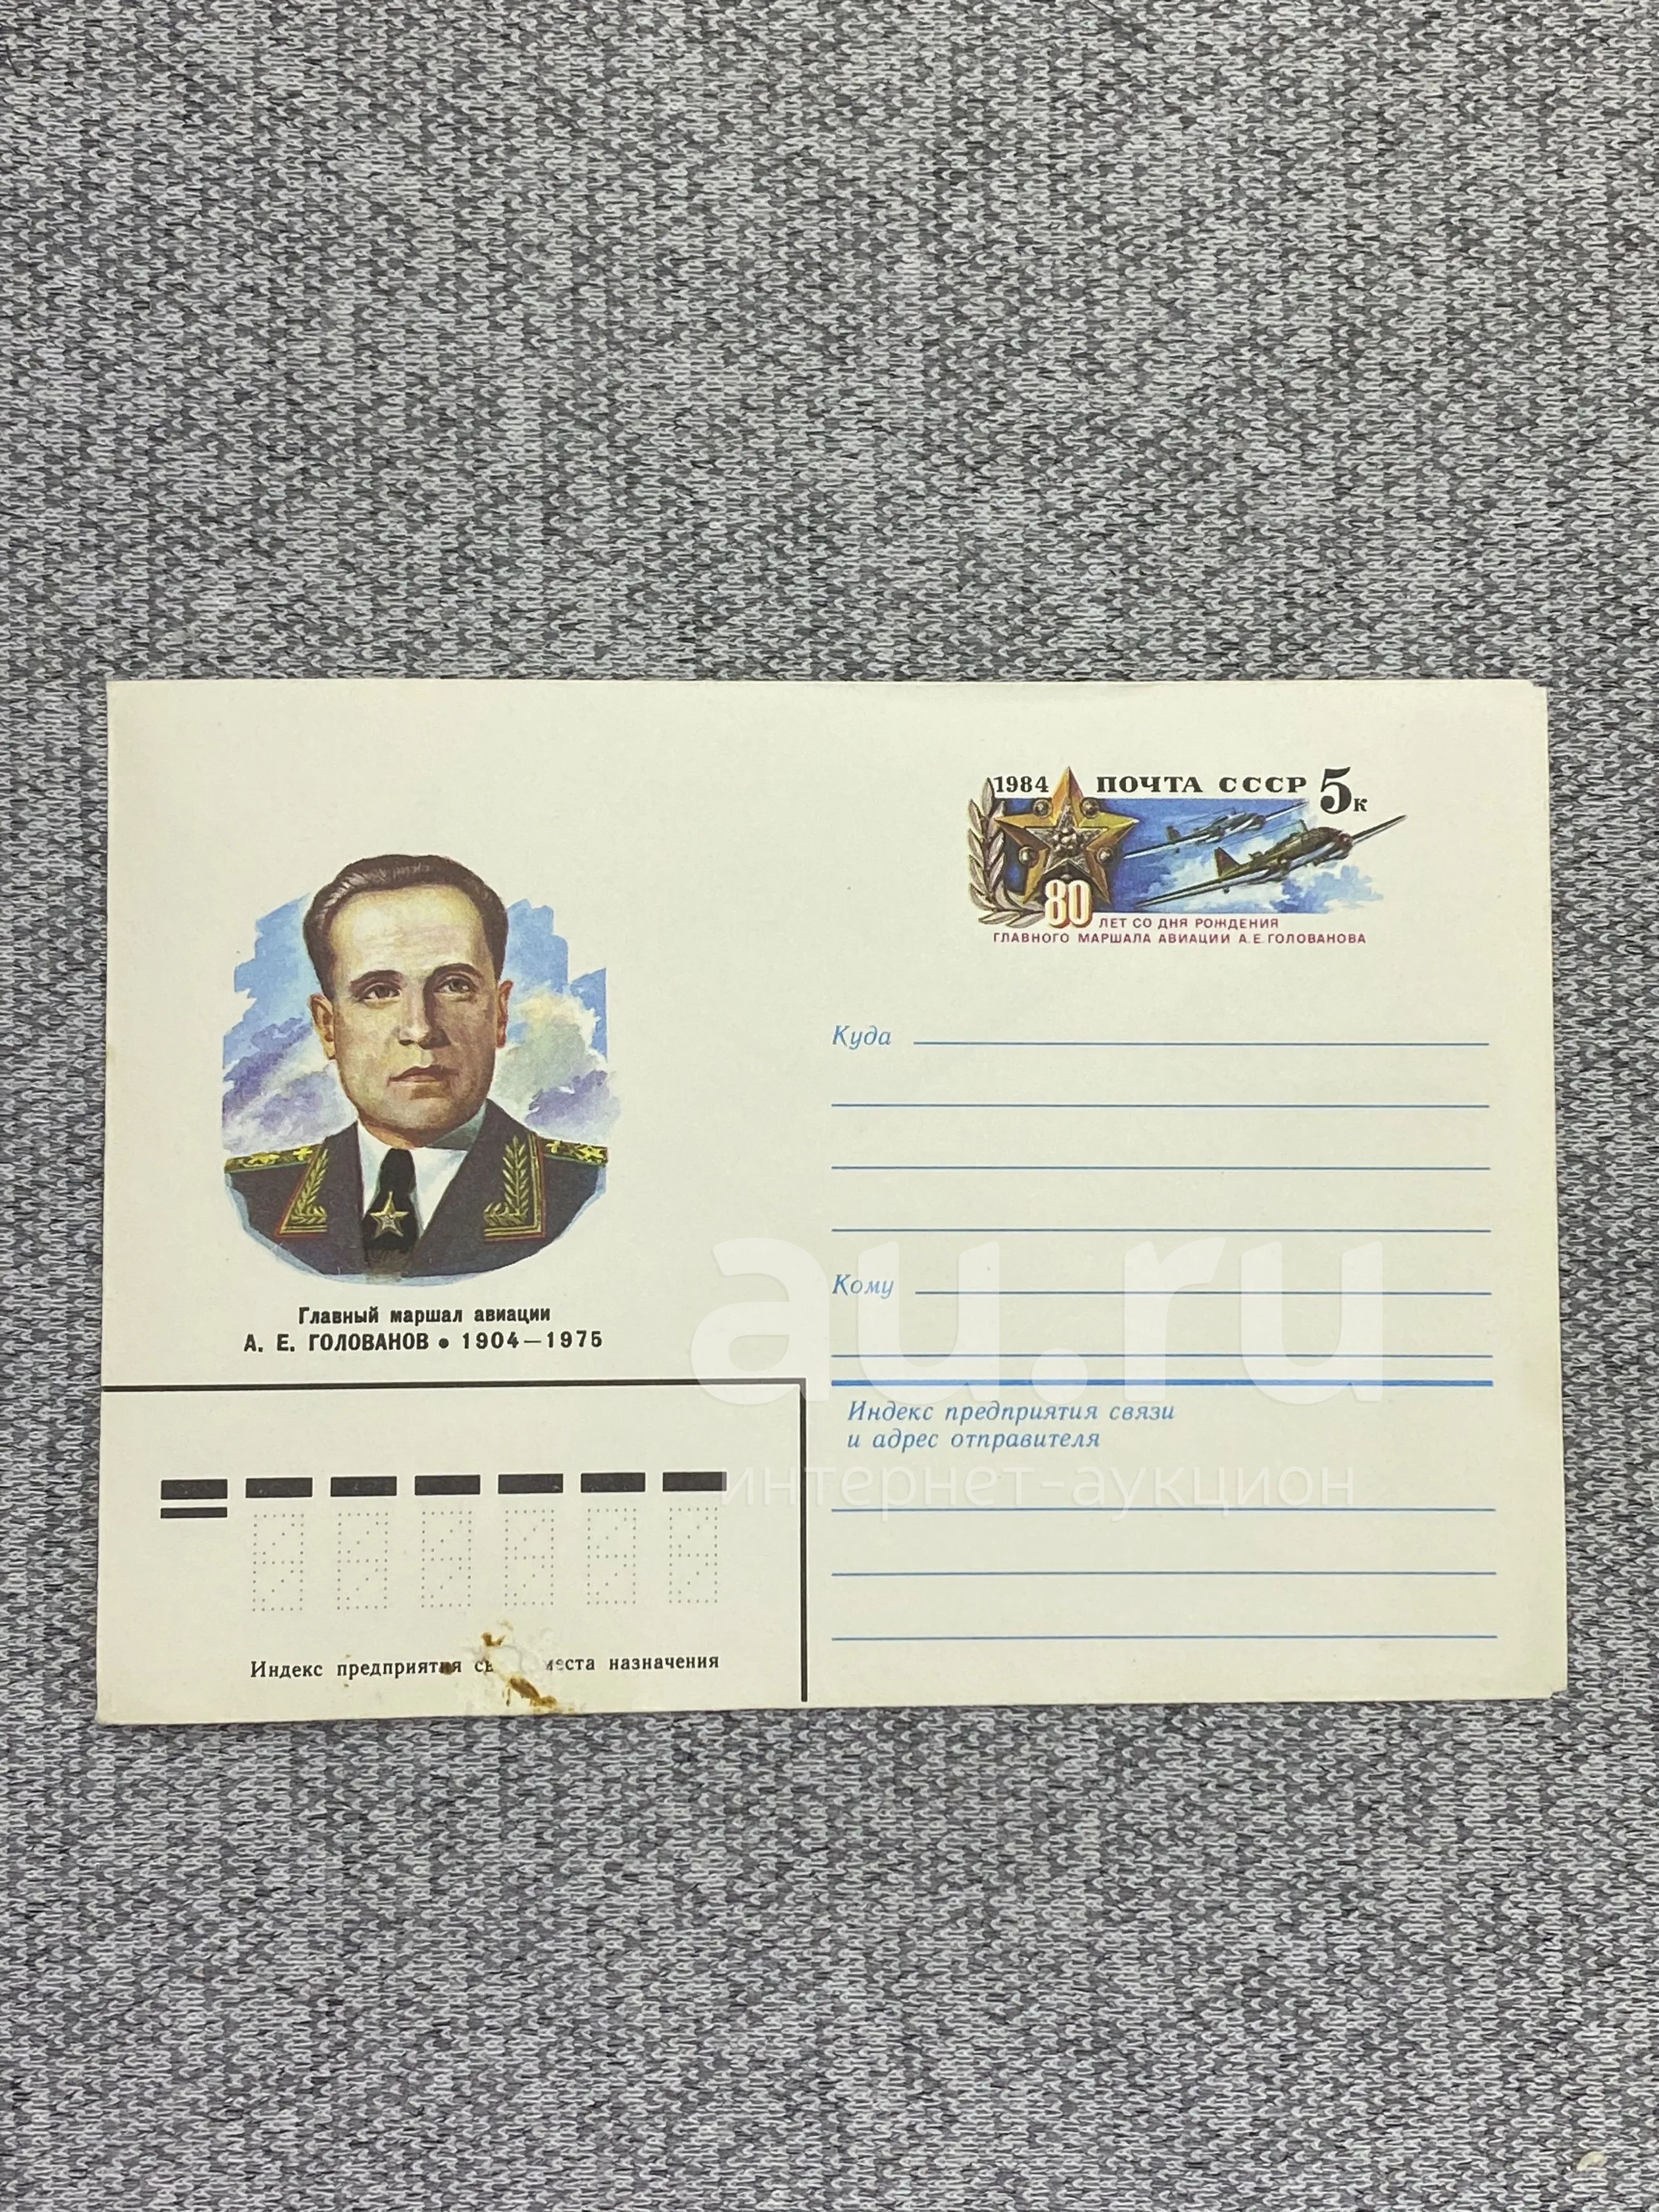 1984 ПОЧТА СССР 5к
80 ЛЕТ СО ДНЯ РОЖДЕНИЯ
ГЛАВНОГО МАРШАЛА АВИАЦИИ А.Е.ГОЛОВАНОВА
Главный маршал авиации
А. Е. ГОЛОВАНОВ • 1904—1975
Куда
Кому
Индекс предприятия связи
и адрес отправителя
Индекс предприятия места назначения
au.ru
интернет-аукцион